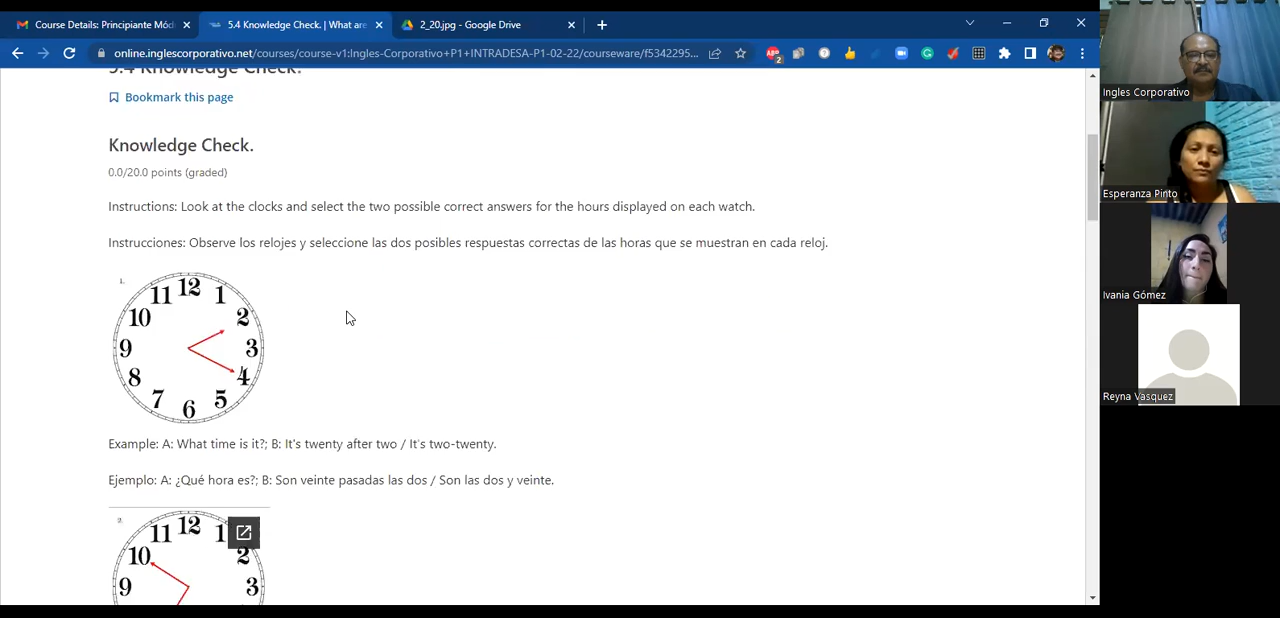 Course Details: Principiante Mód
5.4 Knowledge Check. | What are
2_20.jpg - Google Drive
online.inglescorporativo.net/courses/course-v1:Ingles-Corporativo+P1+INTRADESA-P1-02-22/courseware/f5342295...
ABP
2
5.4 Knowledge Check.
Bookmark this page
Knowledge Check.
0.0/20.0 points (graded)
Instructions: Look at the clocks and select the two posible correct answers for the hours displayed on each watch.
Instrucciones: Observe los relojes y seleccione las dos posibles respuestas correctas de las horas que se muestran en cada reloj.
1.
12
11 1
10 2
9 3
8 4
7 5
6
Example: A: What time is it?; B: It's twenty after two / It's two-twenty.
Ejemplo: A: ¿Qué hora es?; B: Son veinte pasadas las dos / Son las dos y veinte.
2.
12
11 1
10 2
9 3
Ingles Corporativo
Esperanza Pinto
Ivania Gómez
Reyna Vasquez